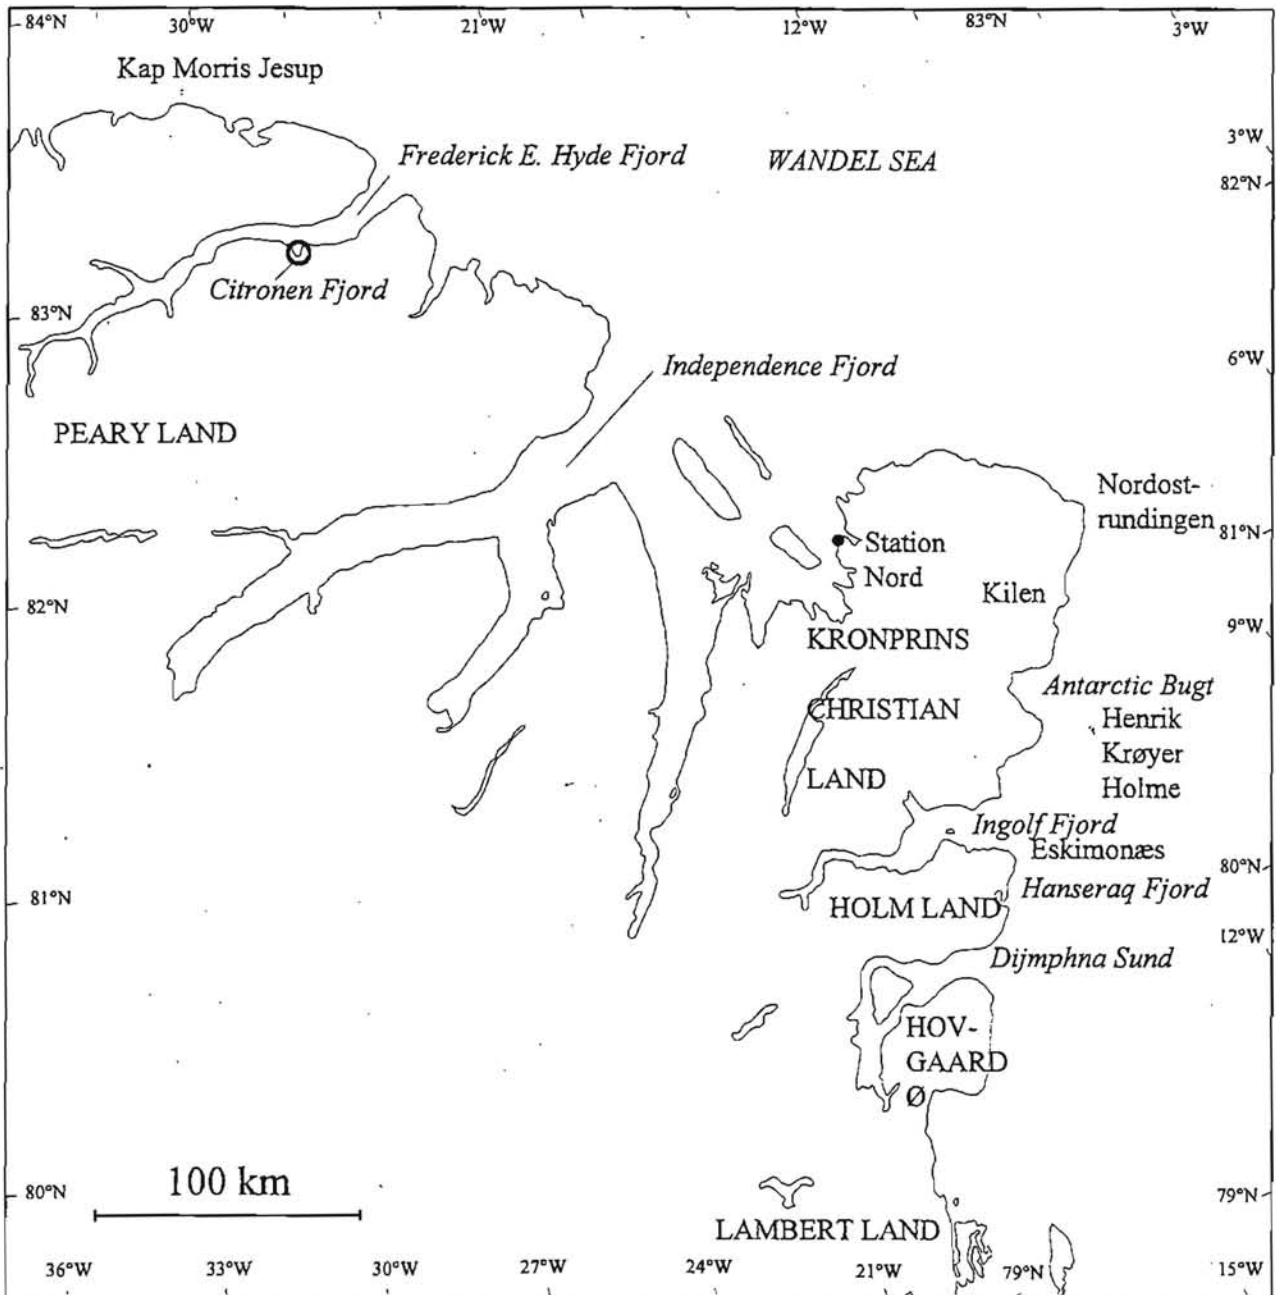 84°N 30°W 21°W 12°W 83°N 3°W
Kap Morris Jesup
3°W
Frederick E. Hyde Fjord
WANDEL SEA
82°N
Citronen Fjord
83°N
6°W
Independence Fjord
PEARY LAND
Nordost-
rundingen
81°N
Station
Nord
Kilen
82°N
9°W
KRONPRINS
Antarctic Bugt
CHRISTIAN
Henrik
Krøyer
Holme
LAND
Ingolf Fjord
Eskimonæs
80°N
Hanseraq Fjord
81°N
HOLM LAND
12°W
Dijmphna Sund
HOV-
GAARD
Ø
100 km
80°N
79°N
LAMBERT LAND
36°W 33°W 30°W 27°W 24°W 21°W 79°N 15°W